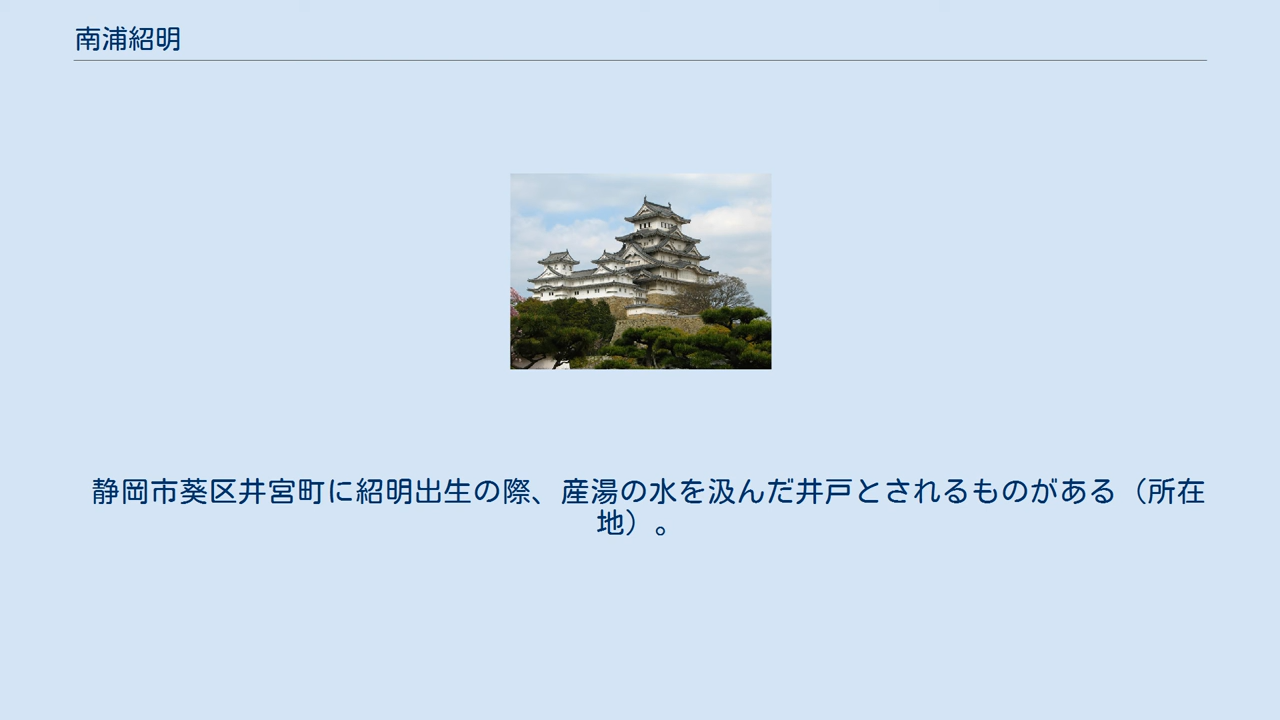 南浦紹明
静岡市葵区井宮町に紹明出生の際、産湯の水を汲んだ井戸とされるものがある（所在
地）。